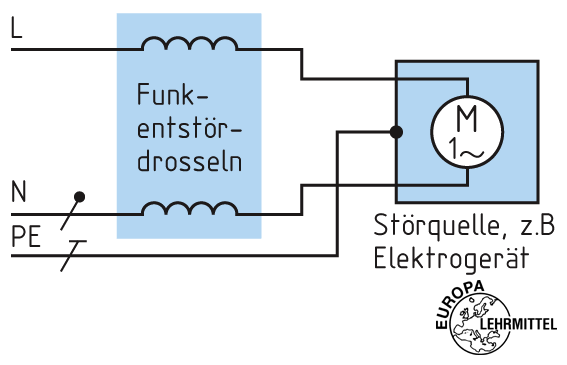 L
Funk-
entstör-
drosseln
M
1~
N
PE
Störquelle, z.B
Elektrogerät
EUROPA
LEHRMITTEL